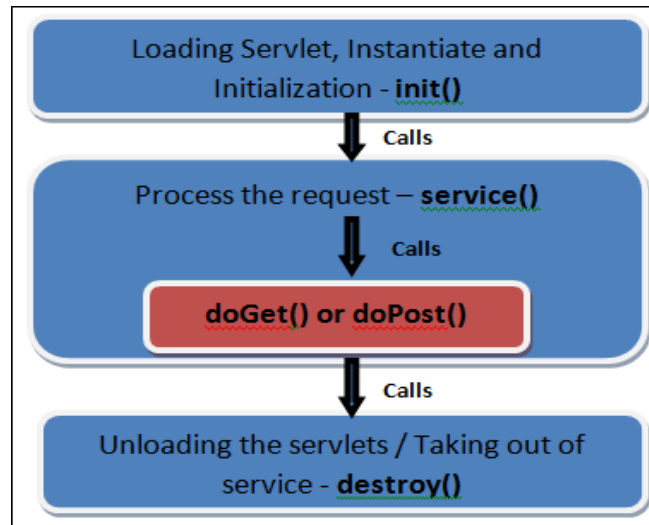 Loading Servlet, Instantiate and
Initialization - init()
Calls
Process the request – service()
Calls
doGet() or doPost()
Calls
Unloading the servlets / Taking out of
service - destroy()